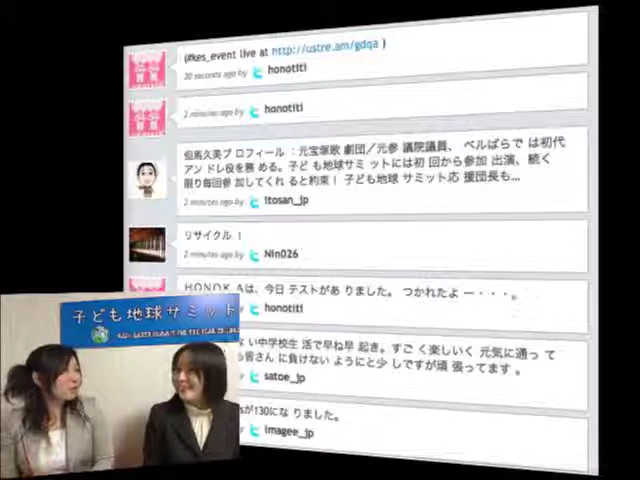 (#kes_event live at http://ustre.am/gdqa )
30 seconds ago by honotiti
2 minutes ago by honotiti
但馬久美プ ロフィール ：元宝塚歌 劇団／元参 議院議員、 ベルばらで は初代
アン ドレ役を務 める。子ど も地球サミ ットには初 回から参加 出演、続く
限り毎回参 加してくれ ると約束！ 子ども地球 サミット応 援団長も...
2 minutes ago by itosan_jp
リサイクル ！
2 minutes ago by Nin026
ＨＯＮＯＫ Ａは、今日 テストがあ りました。 つかれたよ ー・・・。
honotiti
い中学校生 活で早ね早 起き。すご く楽しいく 元気に通っ て
皆さん に負けない ようにと少 しですが頑 張ってます 。
satoe_jp
が130にな りました。
imagee_jp
子ども地球サミット